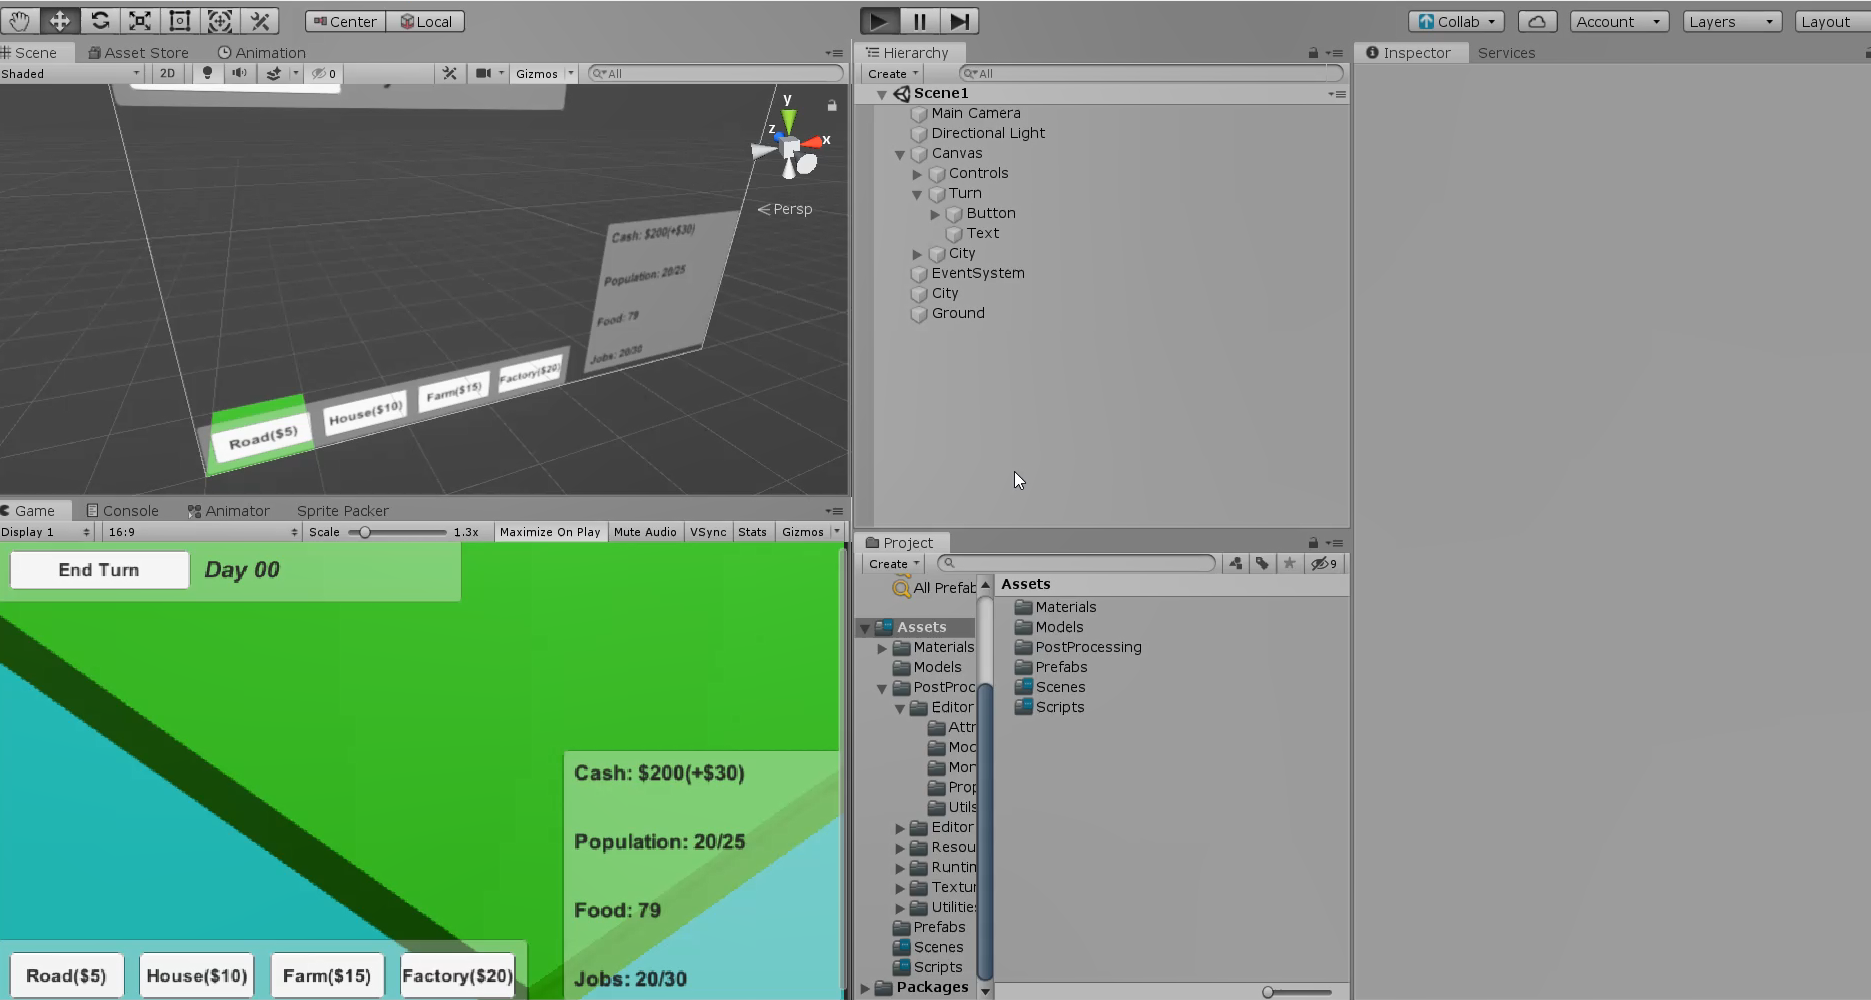 Center Local
Collab Account Layers Layout
Scene Asset Store Animation
Shaded 2D 0 Gizmos All
y
z x
Persp
Cash: $200(+$30)
Population: 20/25
Food: 79
Jobs: 20/30
Road($5) House($10) Farm($15) Factory($20)
Hierarchy
Create All
Scene1
Main Camera
Directional Light
Canvas
Controls
Turn
Button
Text
City
EventSystem
City
Ground
Inspector Services
Game Console Animator Sprite Packer
Display 1 16:9 Scale 1.3x Maximize On Play Mute Audio VSync Stats Gizmos
End Turn Day 00
Cash: $200(+$30)
Population: 20/25
Food: 79
Jobs: 20/30
Road($5) House($10) Farm($15) Factory($20)
Project
Create 9
All Prefab
Assets
Materials
Models
PostProc
Editor
Attr
Moc
Mon
Prop
Utils
Editor
Resou
Runtin
Textur
Utilitie
Prefabs
Scenes
Scripts
Packages
Assets
Materials
Models
PostProcessing
Prefabs
Scenes
Scripts